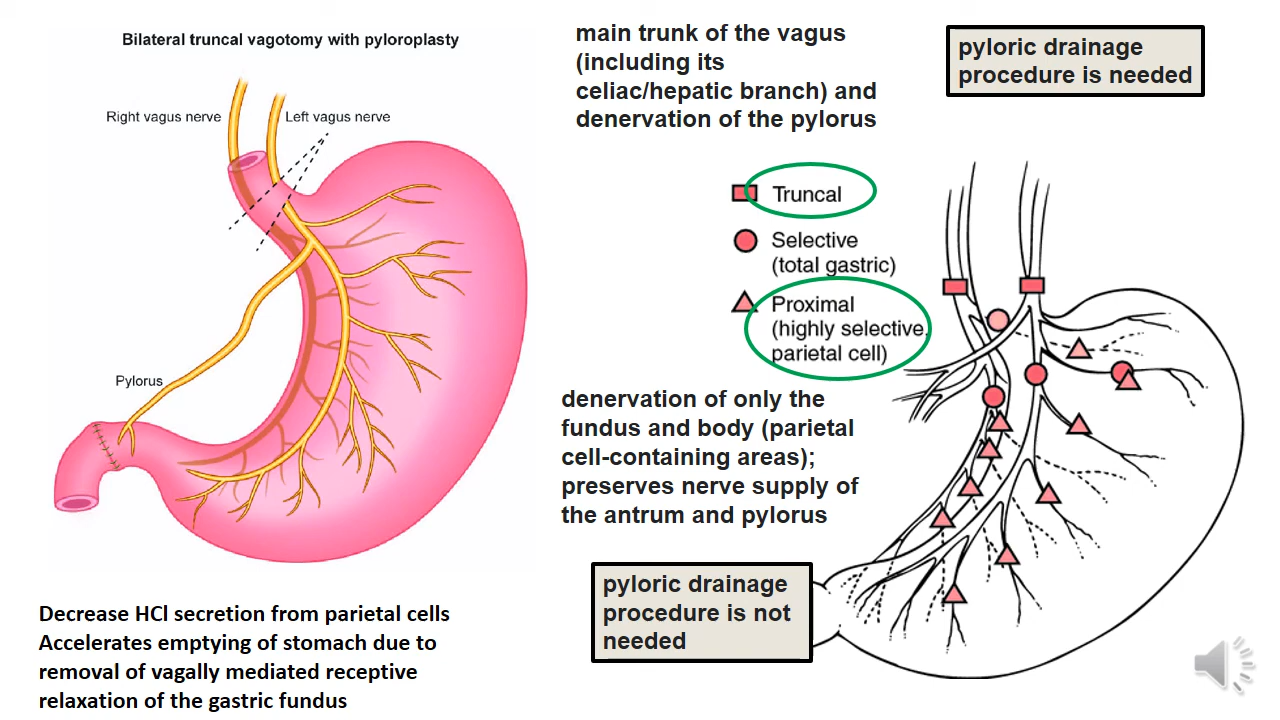 Bilateral truncal vagotomy with pyloroplasty
Right vagus nerve
Left vagus nerve
Pylorus
Decrease HCl secretion from parietal cells
Accelerates emptying of stomach due to
removal of vagally mediated receptive
relaxation of the gastric fundus
main trunk of the vagus
(including its
celiac/hepatic branch) and
denervation of the pylorus
pyloric drainage
procedure is needed
Truncal
Selective
(total gastric)
Proximal
(highly selective,
parietal cell)
denervation of only the
fundus and body (parietal
cell-containing areas);
preserves nerve supply of
the antrum and pylorus
pyloric drainage
procedure is not
needed